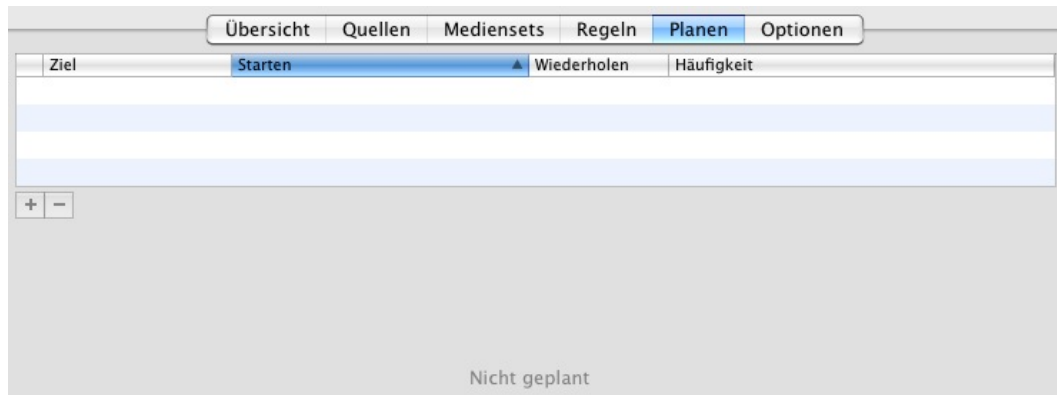 Übersicht Quellen Mediensets Regeln Planen Optionen
Ziel Starten Wiederholen Häufigkeit
+ −
Nicht geplant